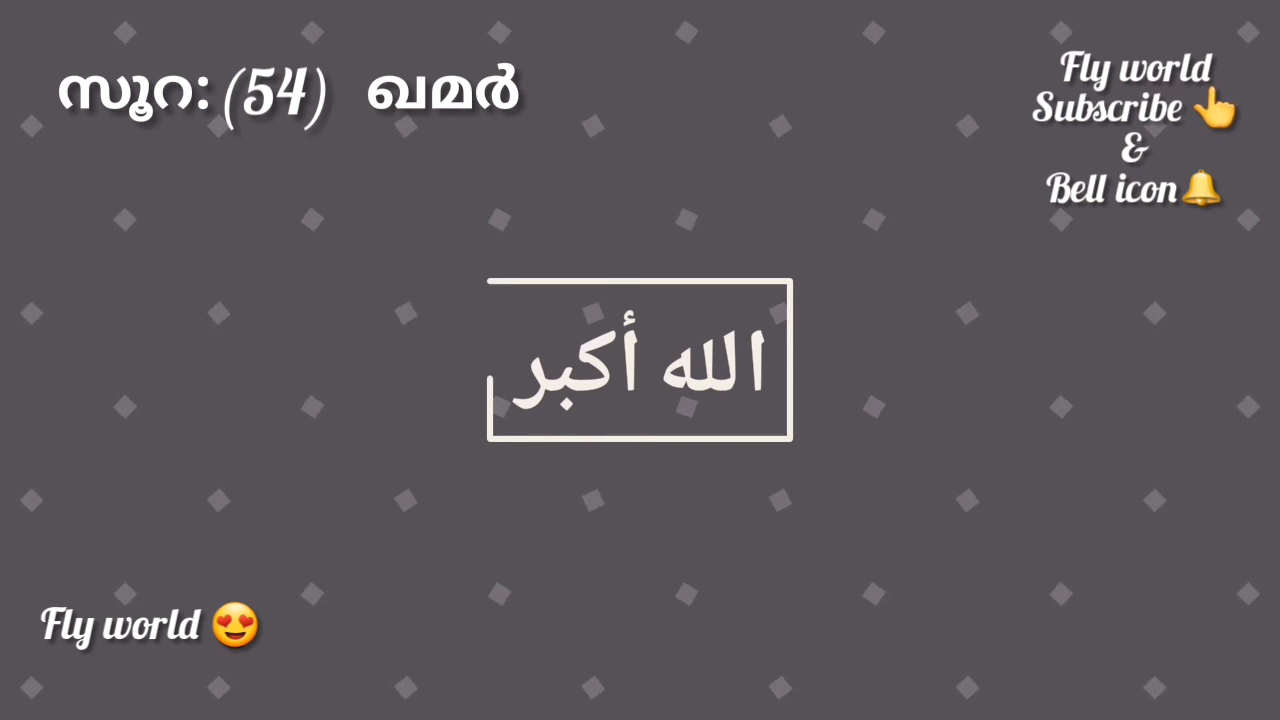 സൂറ: (54) ഖമർ
Fly world
Subscribe 👆
&
Bell icon 🔔
الله أكبر
Fly world 😍